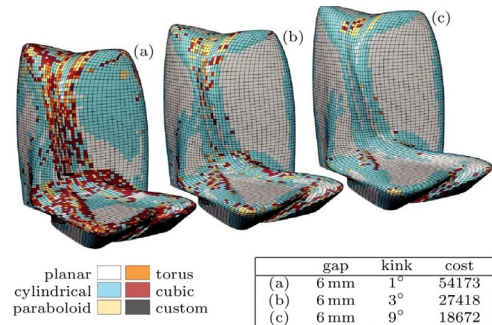 (a)
(b)
(c)
planar torus
cylindrical cubic
paraboloid custom
gap kink cost
(a) 6 mm 1° 54173
(b) 6 mm 3° 27418
(c) 6 mm 9° 18672